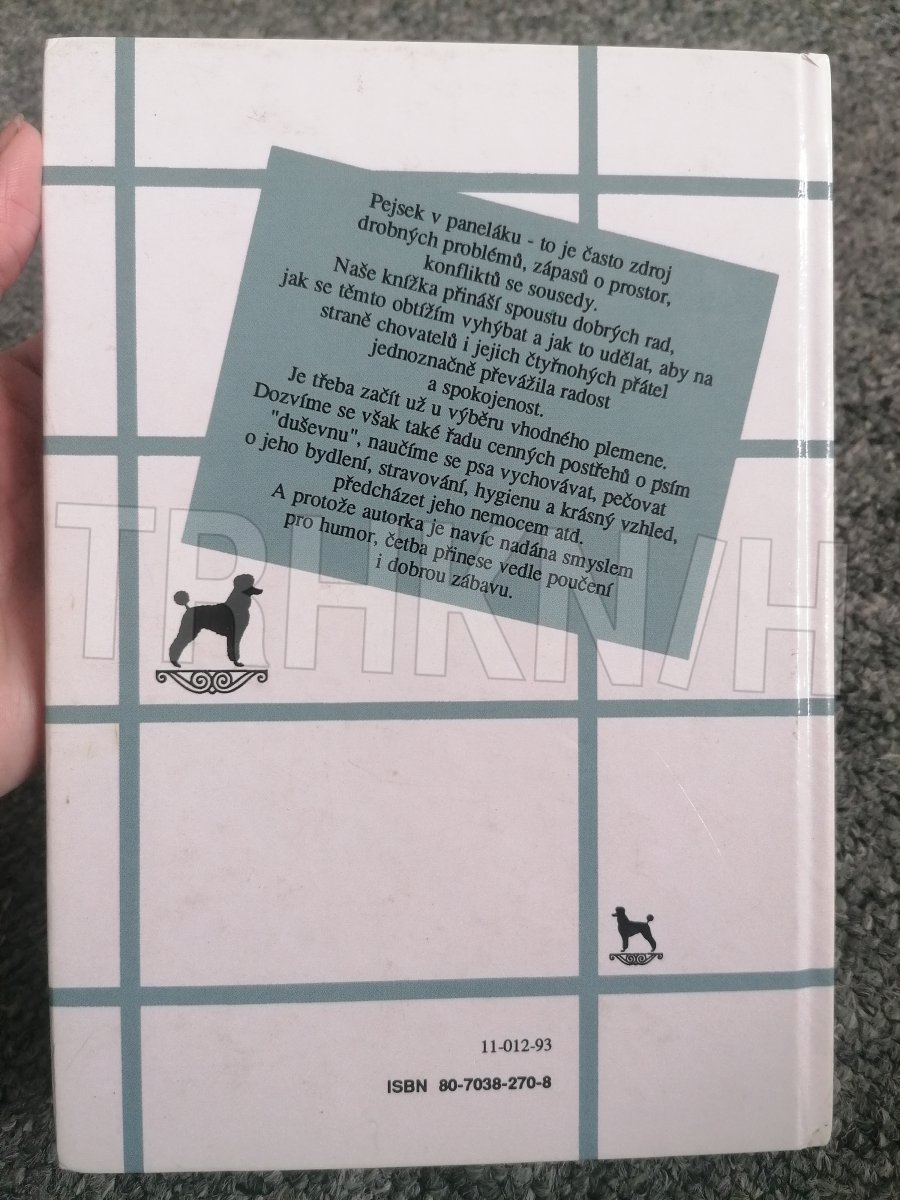 Pejsek v paneláku - to je často zdroj
drobných problémů, zápasů o prostor,
konfliktů se sousedy.
Naše knížka přináší spoustu dobrých rad,
jak se těmto obtížím vyhýbat a jak to udělat, aby na
straně chovatelů i jejich čtyřnohých přátel
jednoznačně převážila radost
a spokojenost.
Je třeba začít už u výběru vhodného plemene.
Dozvíme se však také řadu cenných postřehů o psím
"duševnu", naučíme se psa vychovávat, pečovat
o jeho bydlení, stravování, hygienu a krásný vzhled,
předcházet jeho nemocem atd.
A protože autorka je navíc nadána smyslem
pro humor, četba přinese vedle poučení
i dobrou zábavu.
TRHKNIH
11-012-93
ISBN 80-7038-270-8